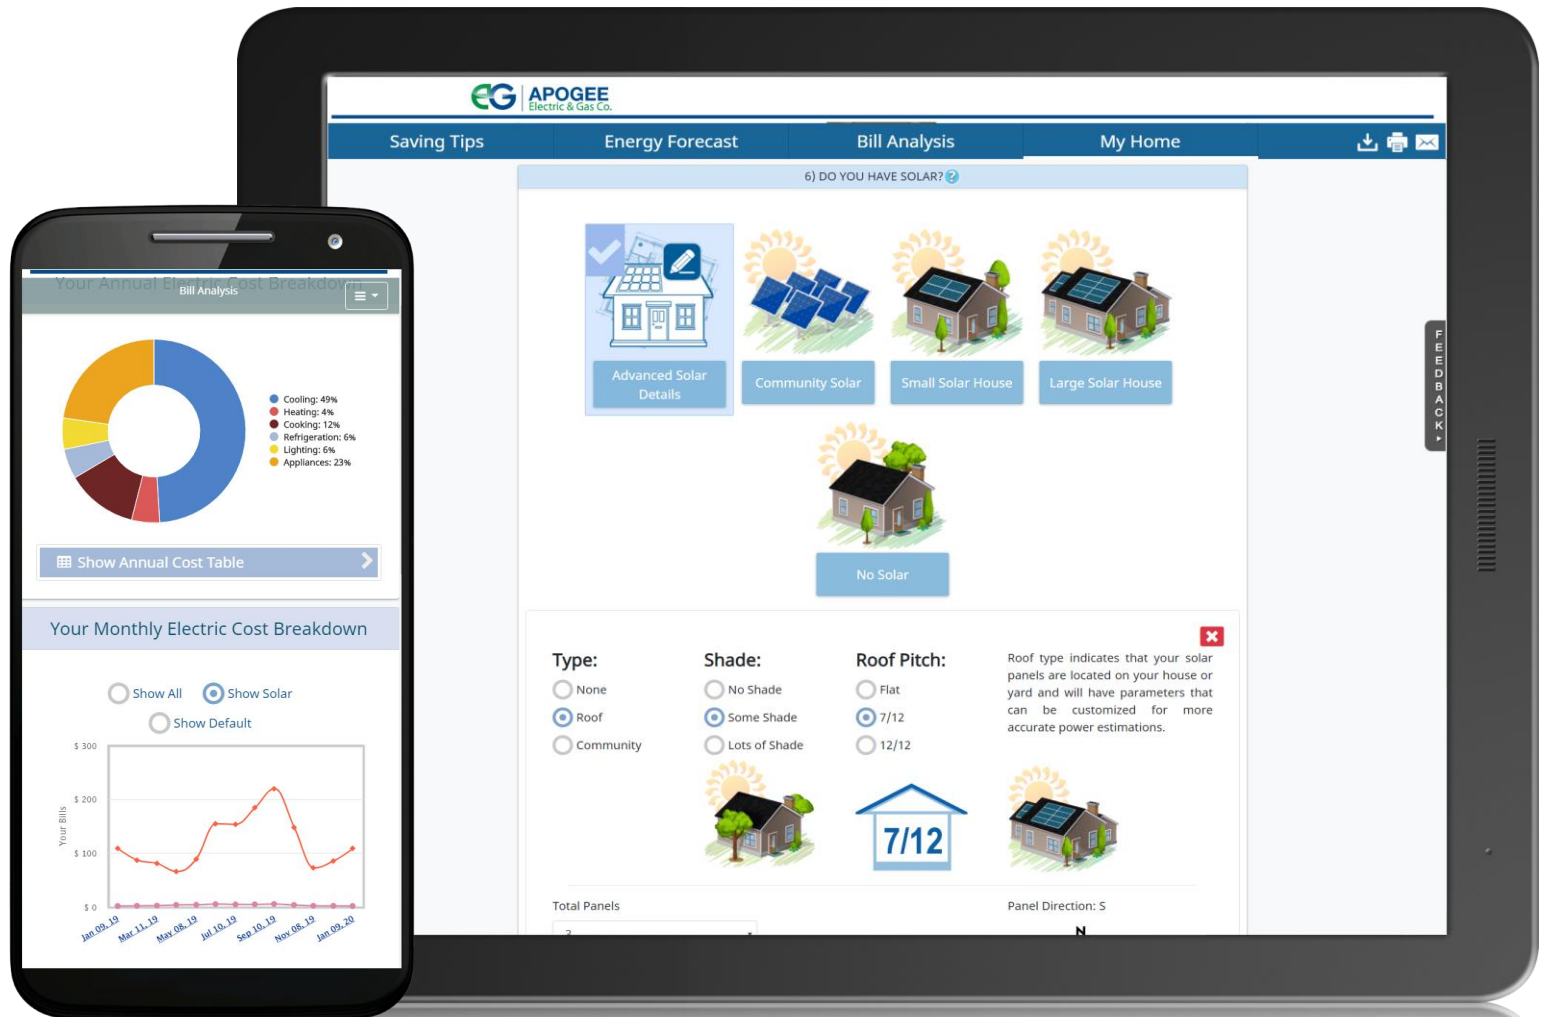 APOGEE
Electric & Gas Co.
Saving Tips
Energy Forecast
Bill Analysis
My Home
6) DO YOU HAVE SOLAR? ?
Advanced Solar
Details
Community Solar
Small Solar House
Large Solar House
No Solar
FEEDBACK
Type:
None
Roof
Community
Shade:
No Shade
Some Shade
Lots of Shade
Roof Pitch:
Flat
7/12
12/12
Roof type indicates that your solar
panels are located on your house or
yard and will have parameters that
can be customized for more
accurate power estimations.
7/12
Total Panels
Panel Direction: S
N
Your Annual Electric Cost Breakdown
Bill Analysis
Cooling: 49%
Heating: 4%
Cooking: 12%
Refrigeration: 6%
Lighting: 6%
Appliances: 23%
Show Annual Cost Table
Your Monthly Electric Cost Breakdown
Show All
Show Solar
Show Default
Your Bills
$ 300
$ 200
$ 100
$ 0
Jan 09, 19
Mar 11, 19
May 08, 19
Jul 10, 19
Sep 10, 19
Nov 08, 19
Jan 09, 20